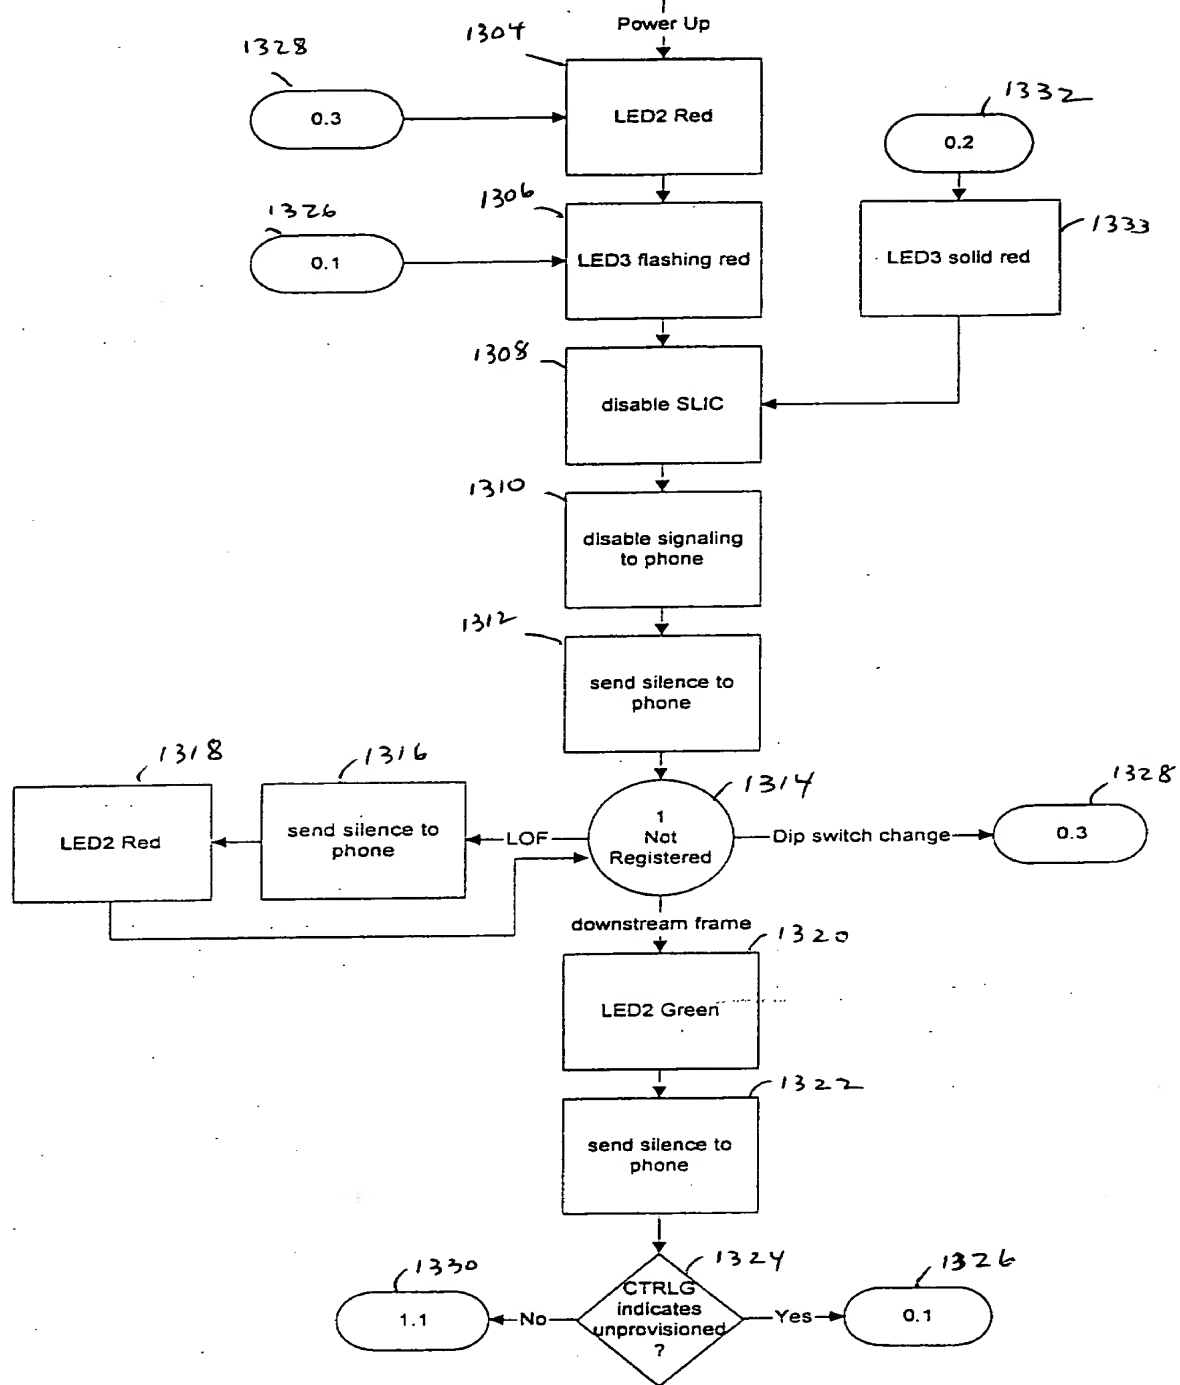 Power Up
1304
1328
0.3
LED2 Red
1332
0.2
1306
1326
0.1
LED3 flashing red
1333
LED3 solid red
1308
disable SLIC
1310
disable signaling
to phone
1312
send silence to
phone
1318
1316
1314
1328
LED2 Red
send silence to
phone
LOF
1
Not
Registered
Dip switch change
0.3
downstream frame
1320
LED2 Green
1322
send silence to
phone
1330
1324
1326
1.1
No
CTRLG
indicates
unprovisioned
?
Yes
0.1